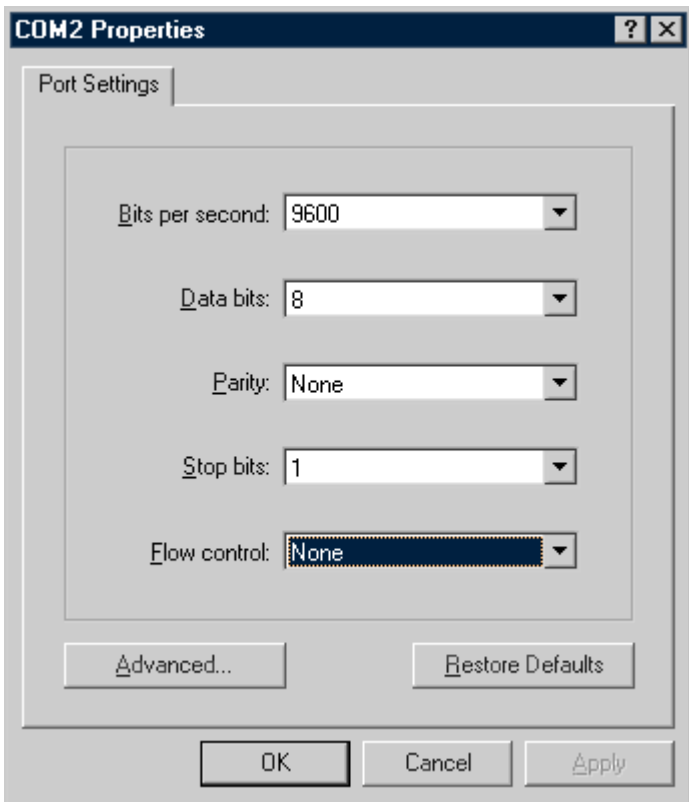 COM2 Properties
Port Settings
Bits per second: 9600
Data bits: 8
Parity: None
Stop bits: 1
Flow control: None
Advanced...
Restore Defaults
OK
Cancel
Apply